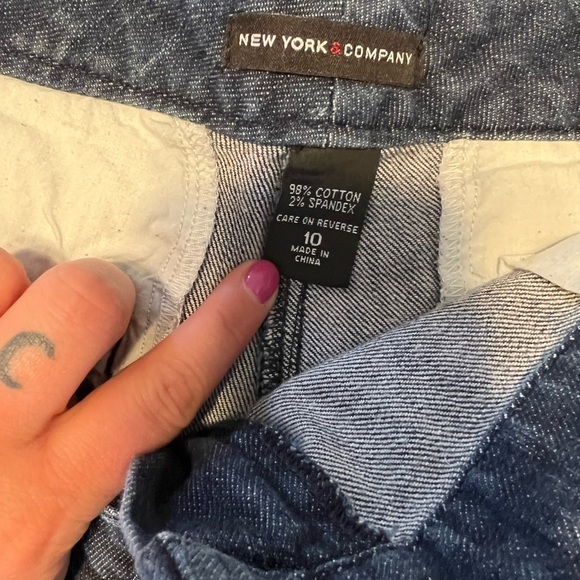 NEW YORK & COMPANY
98% COTTON
2% SPANDEX
CARE ON REVERSE
10
MADE IN
CHINA